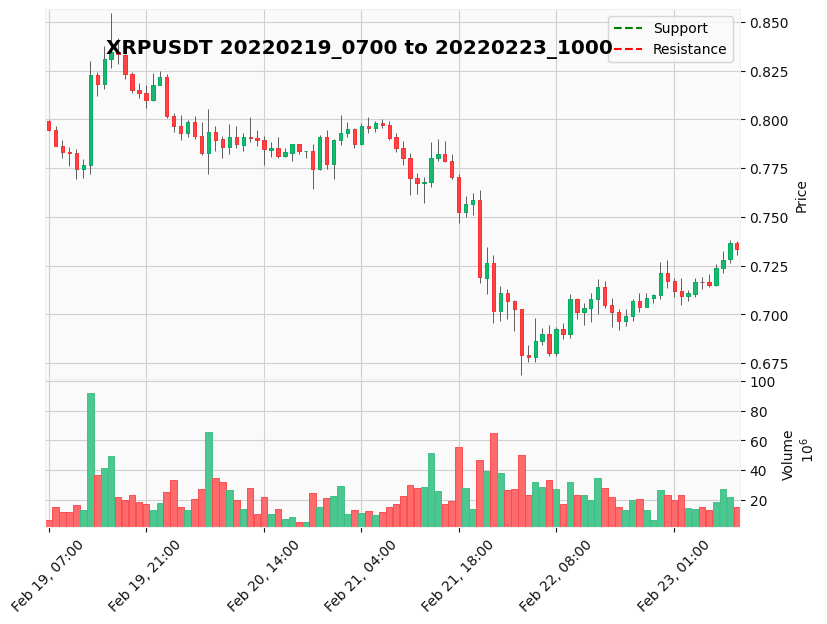 XRPUSDT 20220219_0700 to 20220223_1000
Support
Resistance
0.850
0.825
0.800
0.775
0.750
0.725
0.700
0.675
Price
100
80
60
40
20
Volume
10^6
Feb 19, 07:00
Feb 19, 21:00
Feb 20, 14:00
Feb 21, 04:00
Feb 21, 18:00
Feb 22, 08:00
Feb 23, 01:00